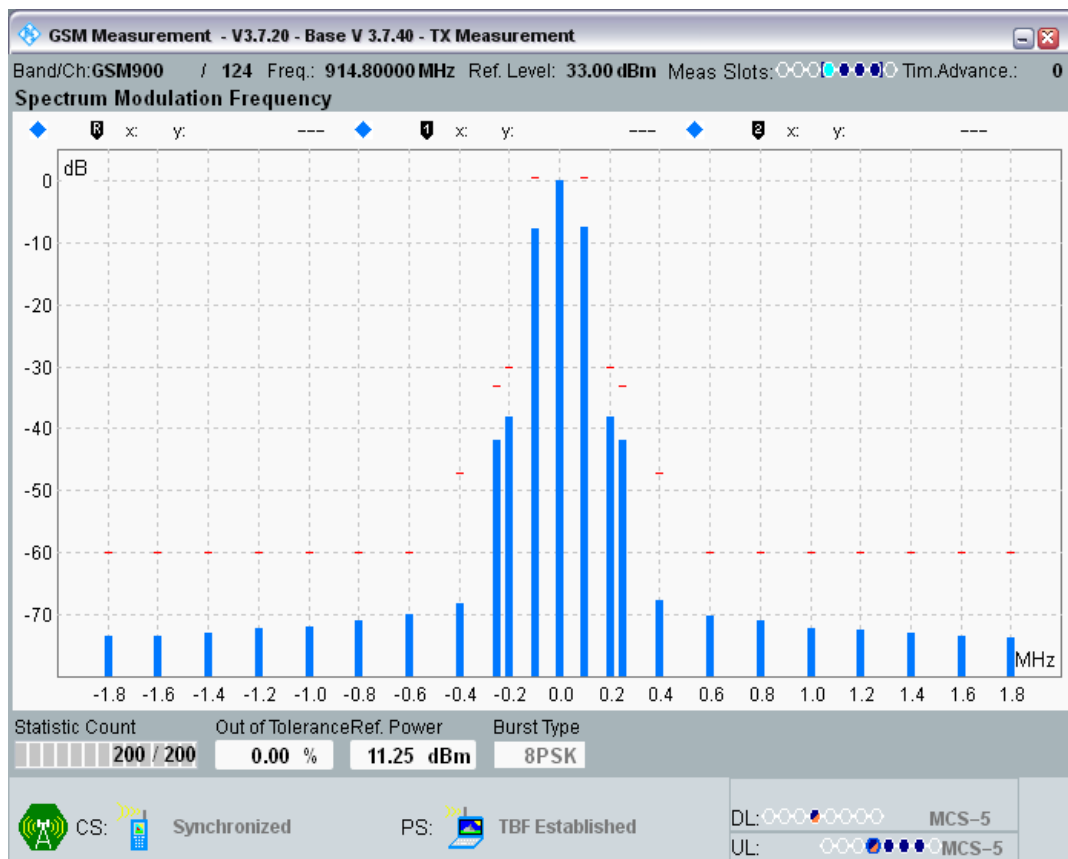 GSM Measurement - V3.7.20 - Base V 3.7.40 - TX Measurement
Band/Ch:GSM900 / 124 Freq.: 914.80000 MHz Ref. Level: 33.00 dBm Meas Slots: Tim.Advance.: 0
Spectrum Modulation Frequency
R x: y: --- 1 x: y: --- 2 x: y: ---
dB
0
-10
-20
-30
-40
-50
-60
-70
MHz
-1.8 -1.6 -1.4 -1.2 -1.0 -0.8 -0.6 -0.4 -0.2 0.0 0.2 0.4 0.6 0.8 1.0 1.2 1.4 1.6 1.8
Statistic Count Out of Tolerance Ref. Power Burst Type
200 / 200 0.00 % 11.25 dBm 8PSK
CS: Synchronized PS: TBF Established
DL: MCS-5
UL: MCS-5